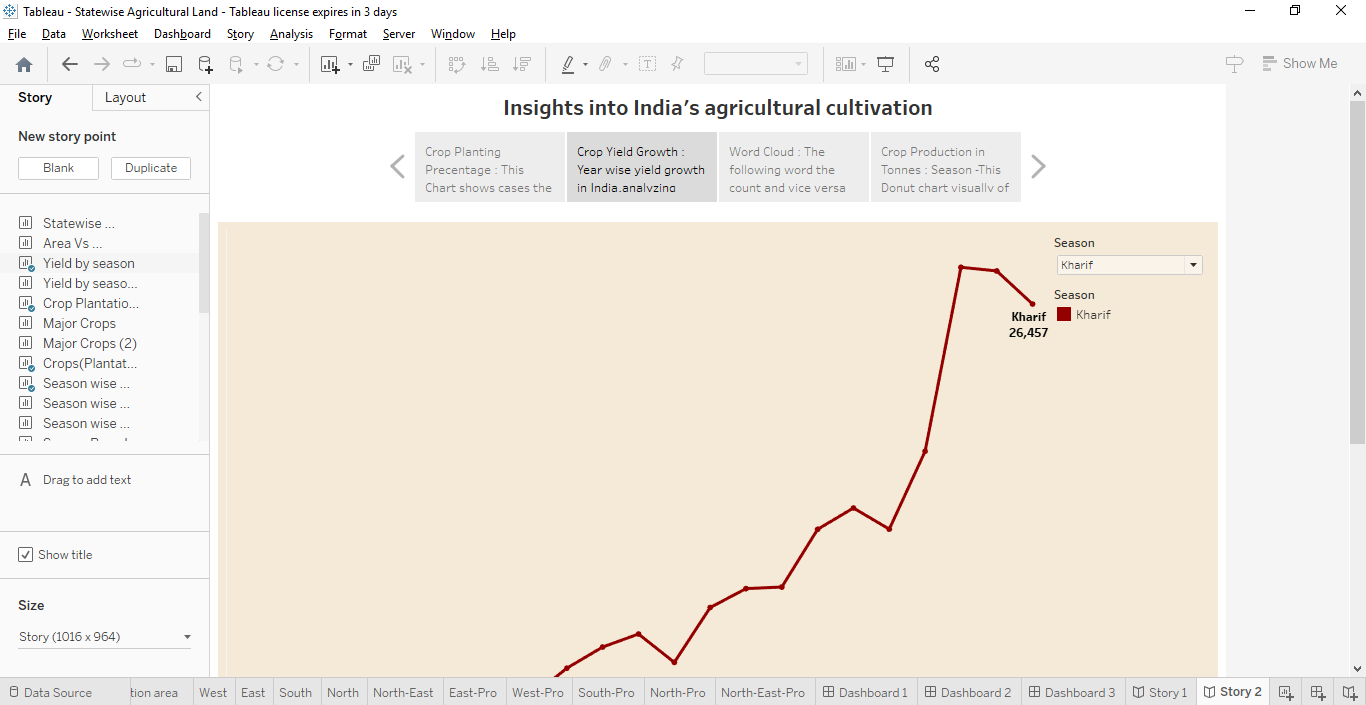 Tableau - Statewise Agricultural Land - Tableau license expires in 3 days
File Data Worksheet Dashboard Story Analysis Format Server Window Help
Show Me
Story Layout
New story point
Blank Duplicate
Statewise ...
Area Vs ...
Yield by season
Yield by seaso...
Crop Plantatio...
Major Crops
Major Crops (2)
Crops(Plantat...
Season wise ...
Season wise ...
Season wise ...
A Drag to add text
Show title
Size
Story (1016 x 964)
Insights into India's agricultural cultivation
Crop Planting
Precentage : This
Chart shows cases the
Crop Yield Growth :
Year wise yield growth
in India,analyzing
Word Cloud : The
following word the
count and vice versa
Crop Production in
Tonnes : Season -This
Donut chart visually of
Season
Kharif
Season
Kharif
Kharif
26,457
Data Source tion area West East South North North-East East-Pro West-Pro South-Pro North-Pro North-East-Pro Dashboard 1 Dashboard 2 Dashboard 3 Story 1 Story 2